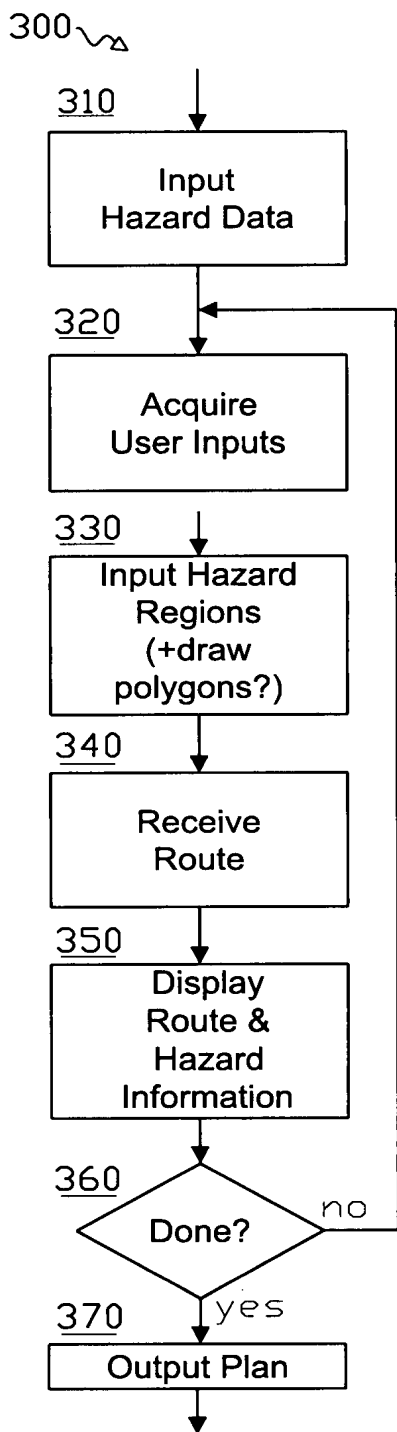 300
310
Input
Hazard Data
320
Acquire
User Inputs
330
Input Hazard
Regions
(+draw
polygons?)
340
Receive
Route
350
Display
Route &
Hazard
Information
360
Done?
no
yes
370
Output Plan